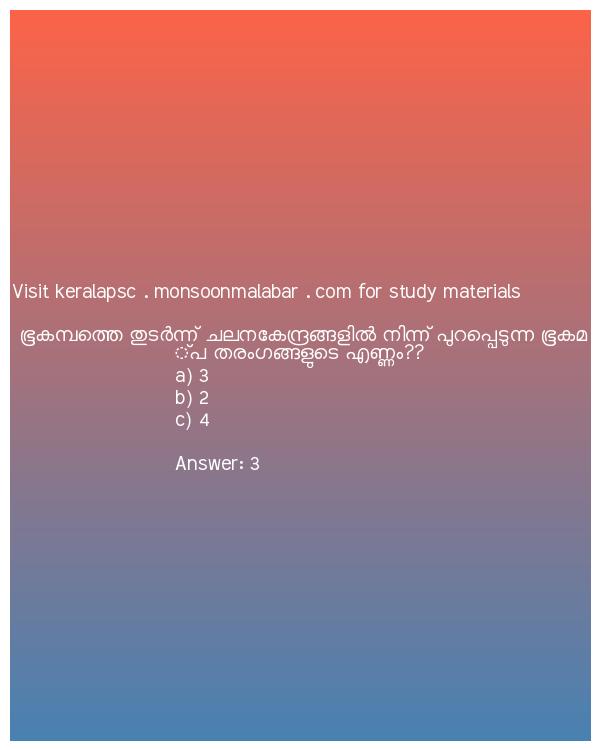 Visit keralapsc . monsoonmalabar . com for study materials
ഭൂകമ്പത്തെ തുടർന്ന് ചലനകേന്ദ്രങ്ങളിൽ നിന്ന് പുറപ്പെടുന്ന ഭൂകമ
്പ തരംഗങ്ങളുടെ എണ്ണം??
a) 3
b) 2
c) 4
Answer: 3